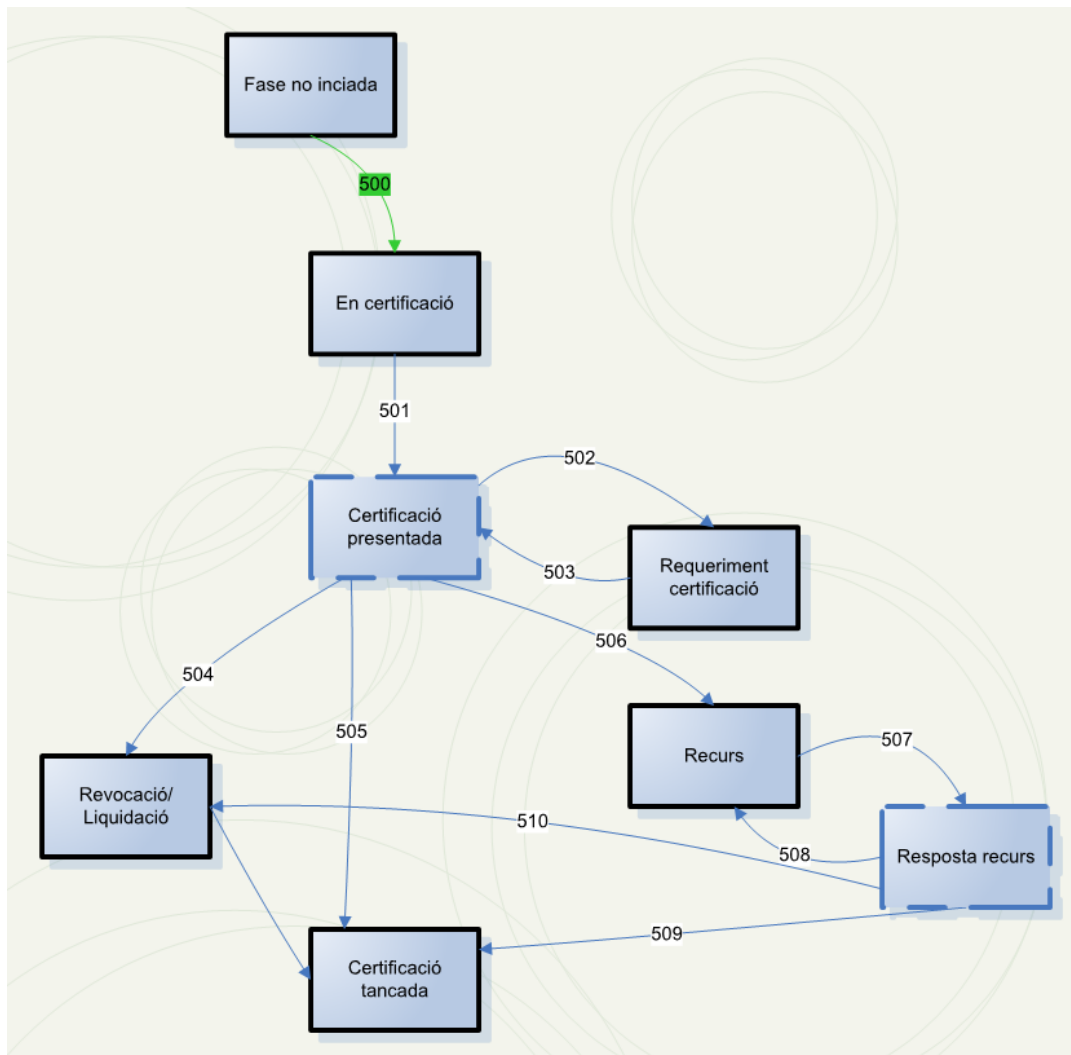 Fase no inciada
500
En certificació
501
502
Certificació
presentada
503
Requeriment
certificació
506
504
505
Recurs
507
Revocació/
Liquidació
510
508
Resposta recurs
509
Certificació
tancada